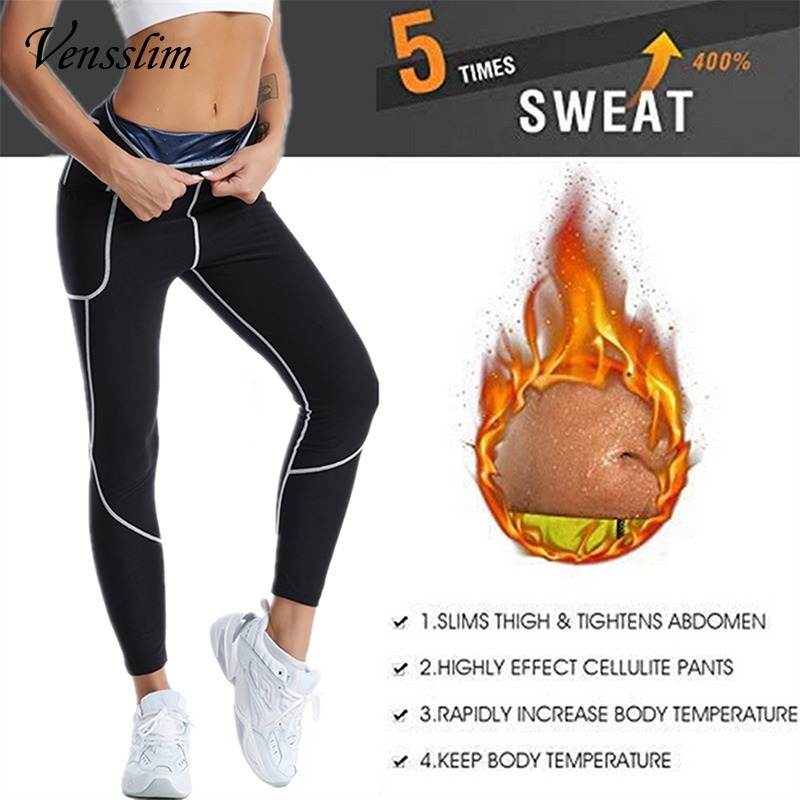 Vensslim
5 TIMES
400%
SWEAT
1.SLIMS THIGH & TIGHTENS ABDOMEN
2.HIGHLY EFFECT CELLULITE PANTS
3.RAPIDLY INCREASE BODY TEMPERATURE
4.KEEP BODY TEMPERATURE